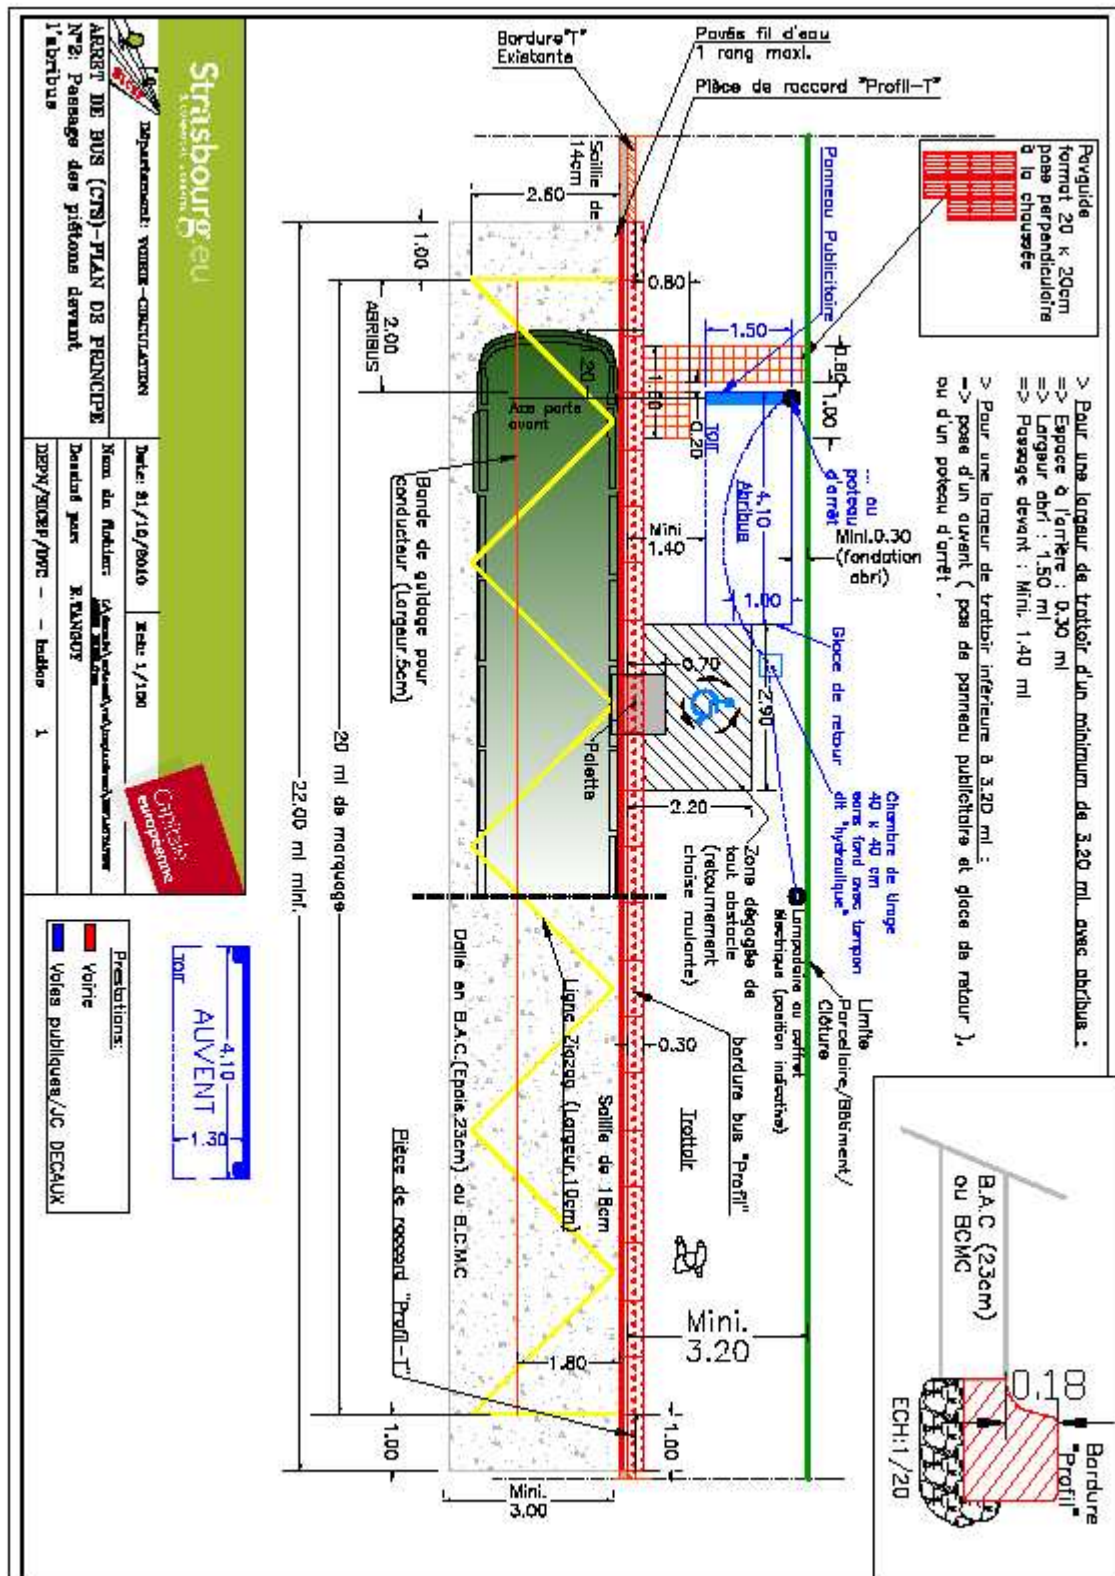 Pavguide
format 20 x 20cm
pose perpendiculaire
à la chaussée
> Pour une largeur de trottoir d'un minimum de 3.20 ml. avec abribus :
=> Espace à l'arrière : 0.30 ml
=> Largeur abri : 1.50 ml
=> Passage devant : Mini. 1.40 ml
> Pour une largeur de trottoir inférieure à 3.20 ml :
=> pose d'un auvent ( pas de panneau publicitaire et glace de retour ),
ou d'un poteau d'arrêt .
B.A.C (23cm)
ou BCMC
0.18
Bordure
"Profil"
ECH:1/20
Bordure"T"
Existante
Pavés fil d'eau
1 rang maxi.
Pièce de raccord "Profil-T"
Panneau Publicitaire
Saillie de
14cm
2.60
1.00
2.00
ABRIBUS
0.80
1.50
0.80
1.00
0.20
Axe porte
avant
TOIT
4.10
Abribus
... ou
poteau
d'arrêt
Mini.0.30
(fondation
abri)
Mini
1.40
1.00
Glace de retour
0.70
2.90
2.20
Palette
Bande de guidage pour
conducteur (Largeur.5cm)
Chambre de tirage
40 x 40 cm
sans fond avec tampon
dit "hydraulique"
Zone dégagée de
tout obstacle
(retournement
chaise roulante)
Lampadaire ou coffret
électrique (position indicative)
Limite
Parcellaire/Bâtiment/
Clôture
bordure bus "Profil"
0.30
Trottoir
Mini.
3.20
Dalle en B.A.C.(Epais.23cm) ou B.C.M.C
Ligne Zigzag (Largeur.10cm)
Saillie de 18cm
Pièce de raccord "Profil-T"
1.80
1.00
1.00
Mini.
3.00
20 ml de marquage
22.00 ml mini.
TOIT
4.10
AUVENT
1.30
Prestations:
Voirie
Voies publiques/JC DECAUX
Strasbourg.eu
Capitale
européenne
Département: VOIRIE-CIRCULATION
ARRET DE BUS (CTS)-PLAN DE PRINCIPE
N°2: Passage des piétons devant
l'abribus
Ech: 1/100
Nom du fichier:
Dessiné par:
Indice 1